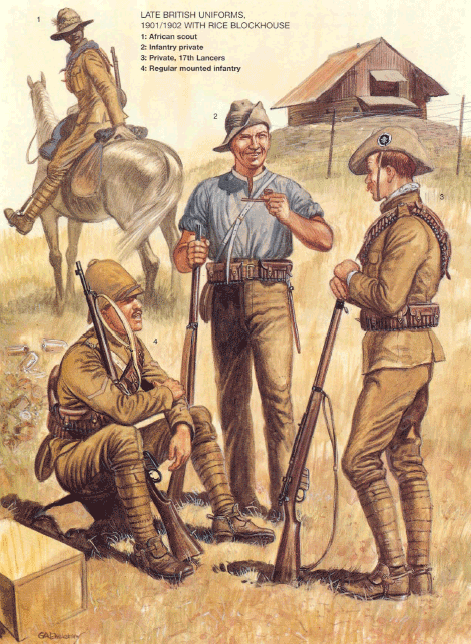 LATE BRITISH UNIFORMS,
1901/1902 WITH RICE BLOCKHOUSE
1: African scout
2: Infantry private
3: Private, 17th Lancers
4: Regular mounted infantry
1
2
3
4